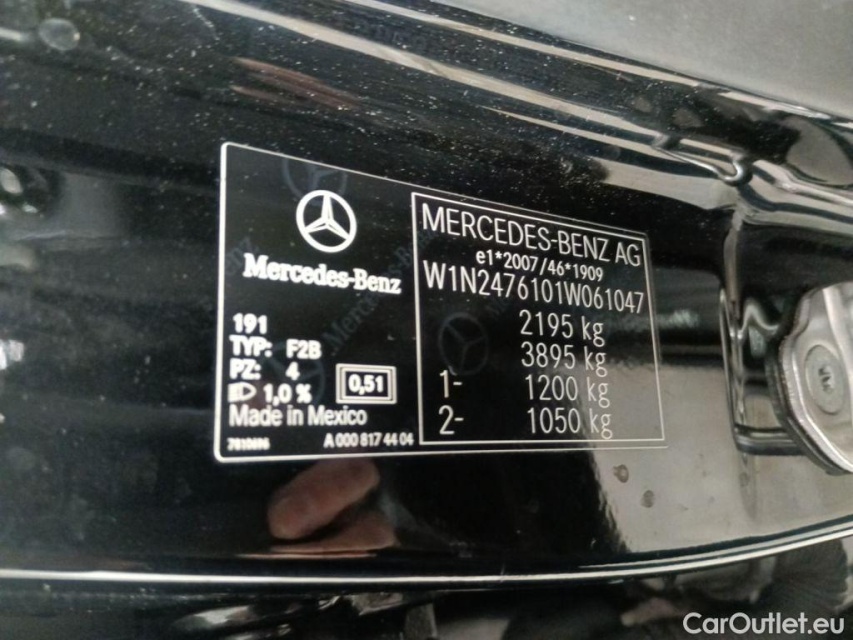 Mercedes-Benz
191
TYP: F2B
PZ: 4
1,0 %
0,51
Made in Mexico
7910696
A 000 817 44 04
MERCEDES-BENZ AG
e1*2007/46*1909
W1N2476101W061047
2195 kg
3895 kg
1- 1200 kg
2- 1050 kg
CarOutlet.eu